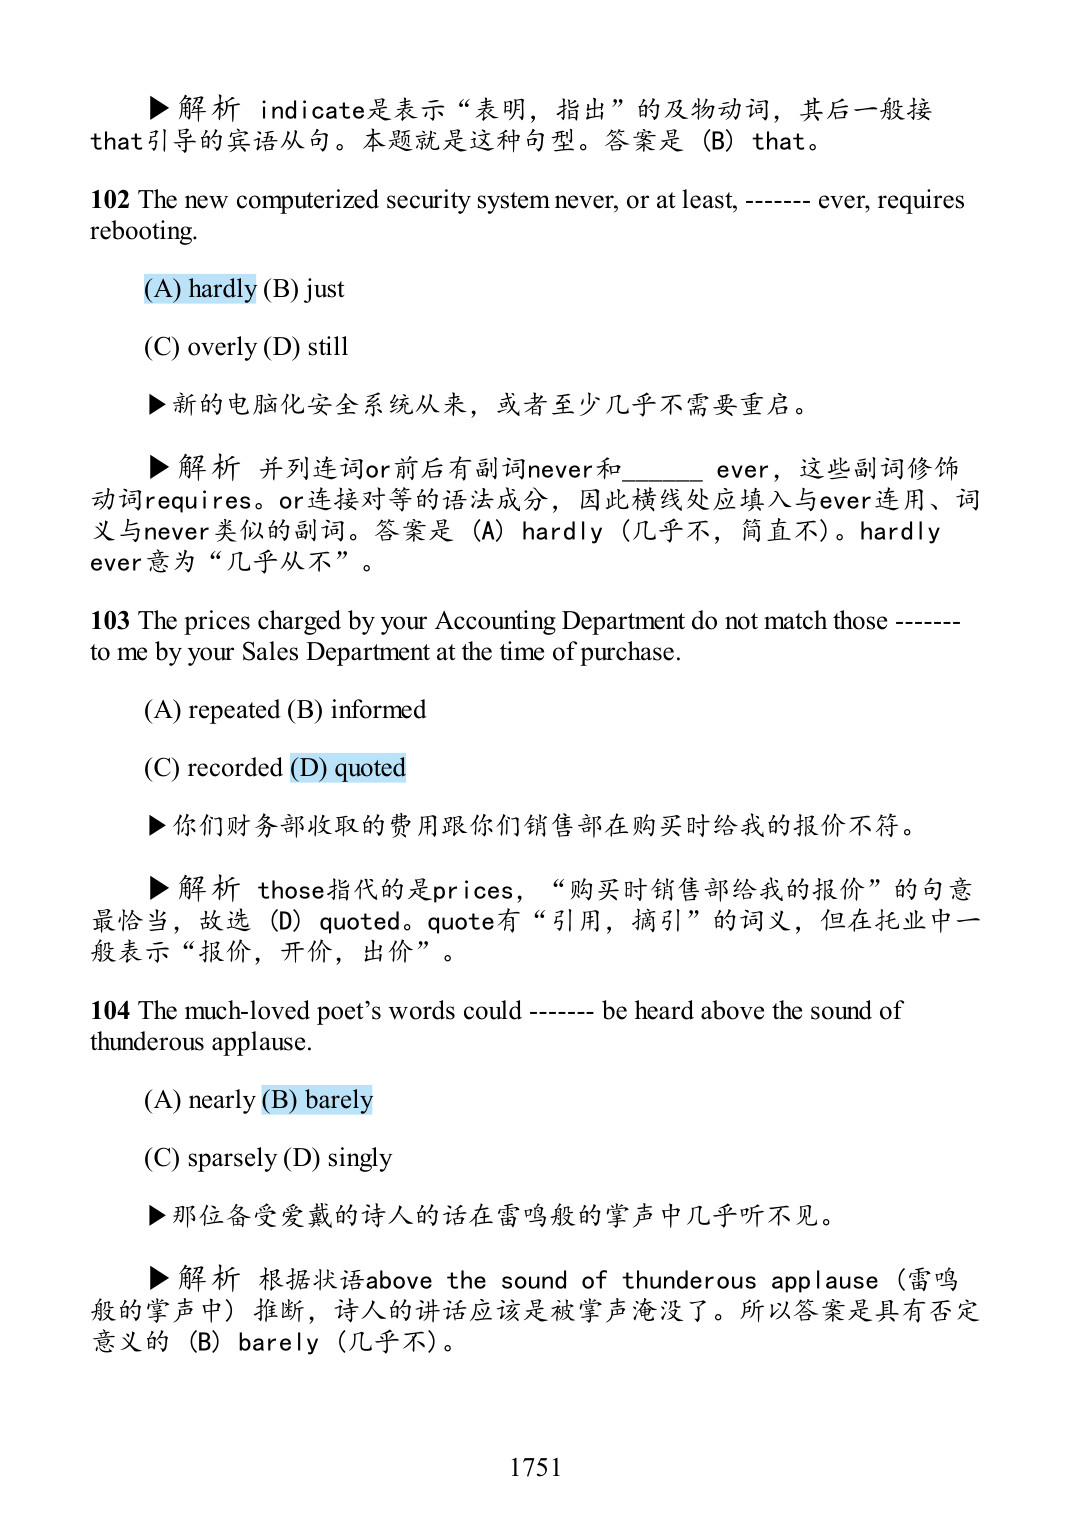 ▶解析 indicate是表示“表明，指出”的及物动词，其后一般接
that引导的宾语从句。本题就是这种句型。答案是（B）that。
102 The new computerized security system never, or at least, ------- ever, requires
rebooting.
(A) hardly (B) just
(C) overly (D) still
▶新的电脑化安全系统从来，或者至少几乎不需要重启。
▶解析 并列连词or前后有副词never和______ ever，这些副词修饰
动词requires。or连接对等的语法成分，因此横线处应填入与ever连用、词
义与never类似的副词。答案是（A）hardly（几乎不，简直不）。hardly
ever意为“几乎从不”。
103 The prices charged by your Accounting Department do not match those -------
to me by your Sales Department at the time of purchase.
(A) repeated (B) informed
(C) recorded (D) quoted
▶你们财务部收取的费用跟你们销售部在购买时给我的报价不符。
▶解析 those指代的是prices，“购买时销售部给我的报价”的句意
最恰当，故选（D）quoted。quote有“引用，摘引”的词义，但在托业中一
般表示“报价，开价，出价”。
104 The much-loved poet’s words could ------- be heard above the sound of
thunderous applause.
(A) nearly (B) barely
(C) sparsely (D) singly
▶那位备受爱戴的诗人的话在雷鸣般的掌声中几乎听不见。
▶解析 根据状语above the sound of thunderous applause（雷鸣
般的掌声中）推断，诗人的讲话应该是被掌声淹没了。所以答案是具有否定
意义的（B）barely（几乎不）。
1751